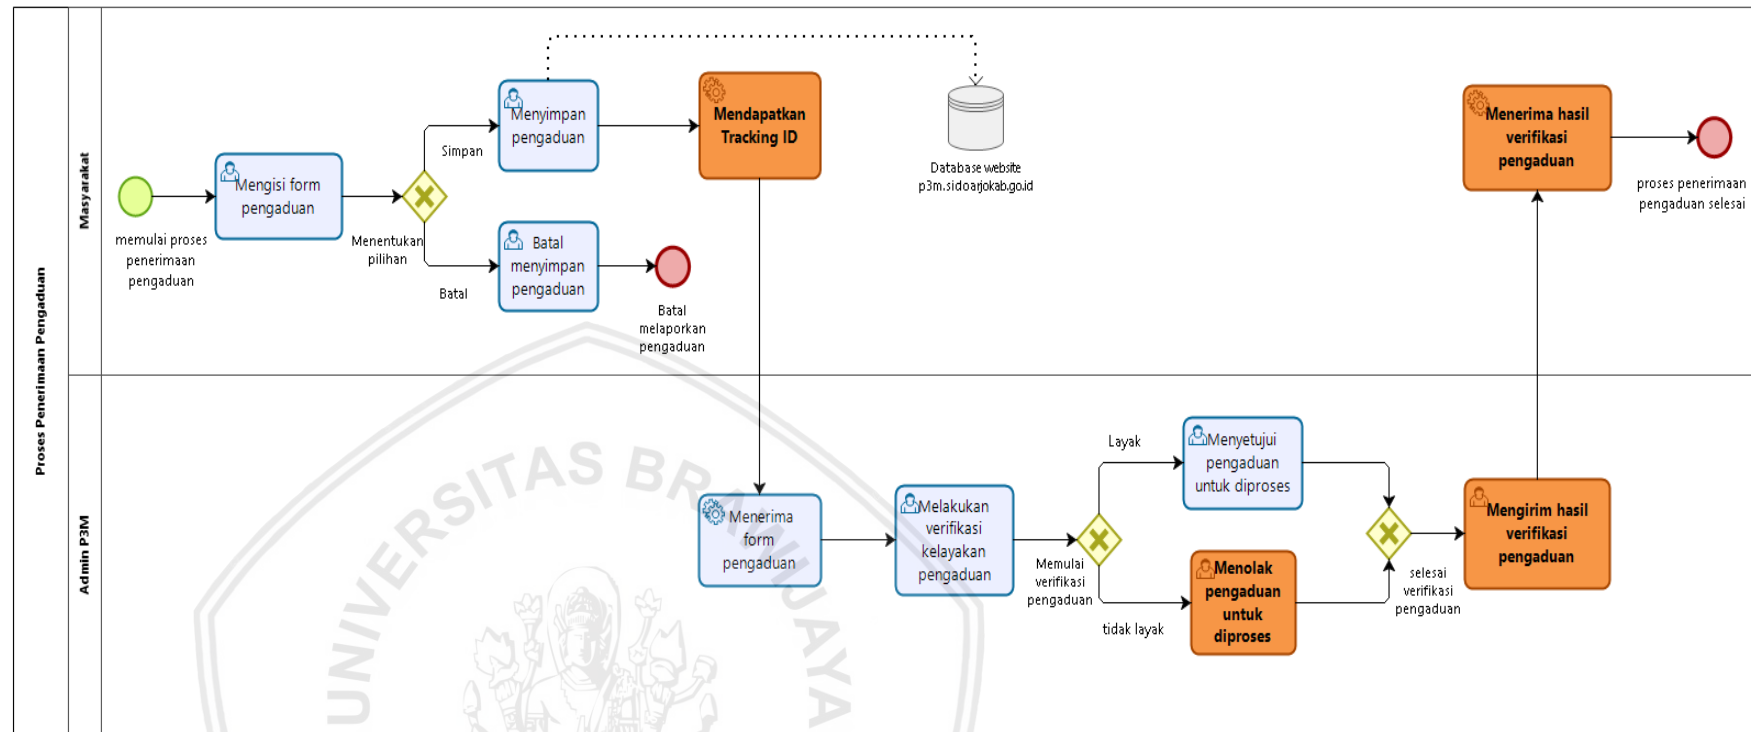 Proses Penerimaan Pengaduan
Masyarakat
memulai proses
penerimaan
pengaduan
Mengisi form
pengaduan
Menentukan
pilihan
Simpan
Menyimpan
pengaduan
Mendapatkan
Tracking ID
Batal
Batal
menyimpan
pengaduan
Batal
melaporkan
pengaduan
Database website
p3m.sidoarjokab.go.id
Menerima hasil
verifikasi
pengaduan
proses penerimaan
pengaduan selesai
Admin P3M
Menerima
form
pengaduan
Melakukan
verifikasi
kelayakan
pengaduan
Memulai
verifikasi
pengaduan
Layak
Menyetujui
pengaduan
untuk diproses
tidak layak
Menolak
pengaduan
untuk
diproses
selesai
verifikasi
pengaduan
Mengirim hasil
verifikasi
pengaduan
UNIVERSITAS BRAWIJAYA